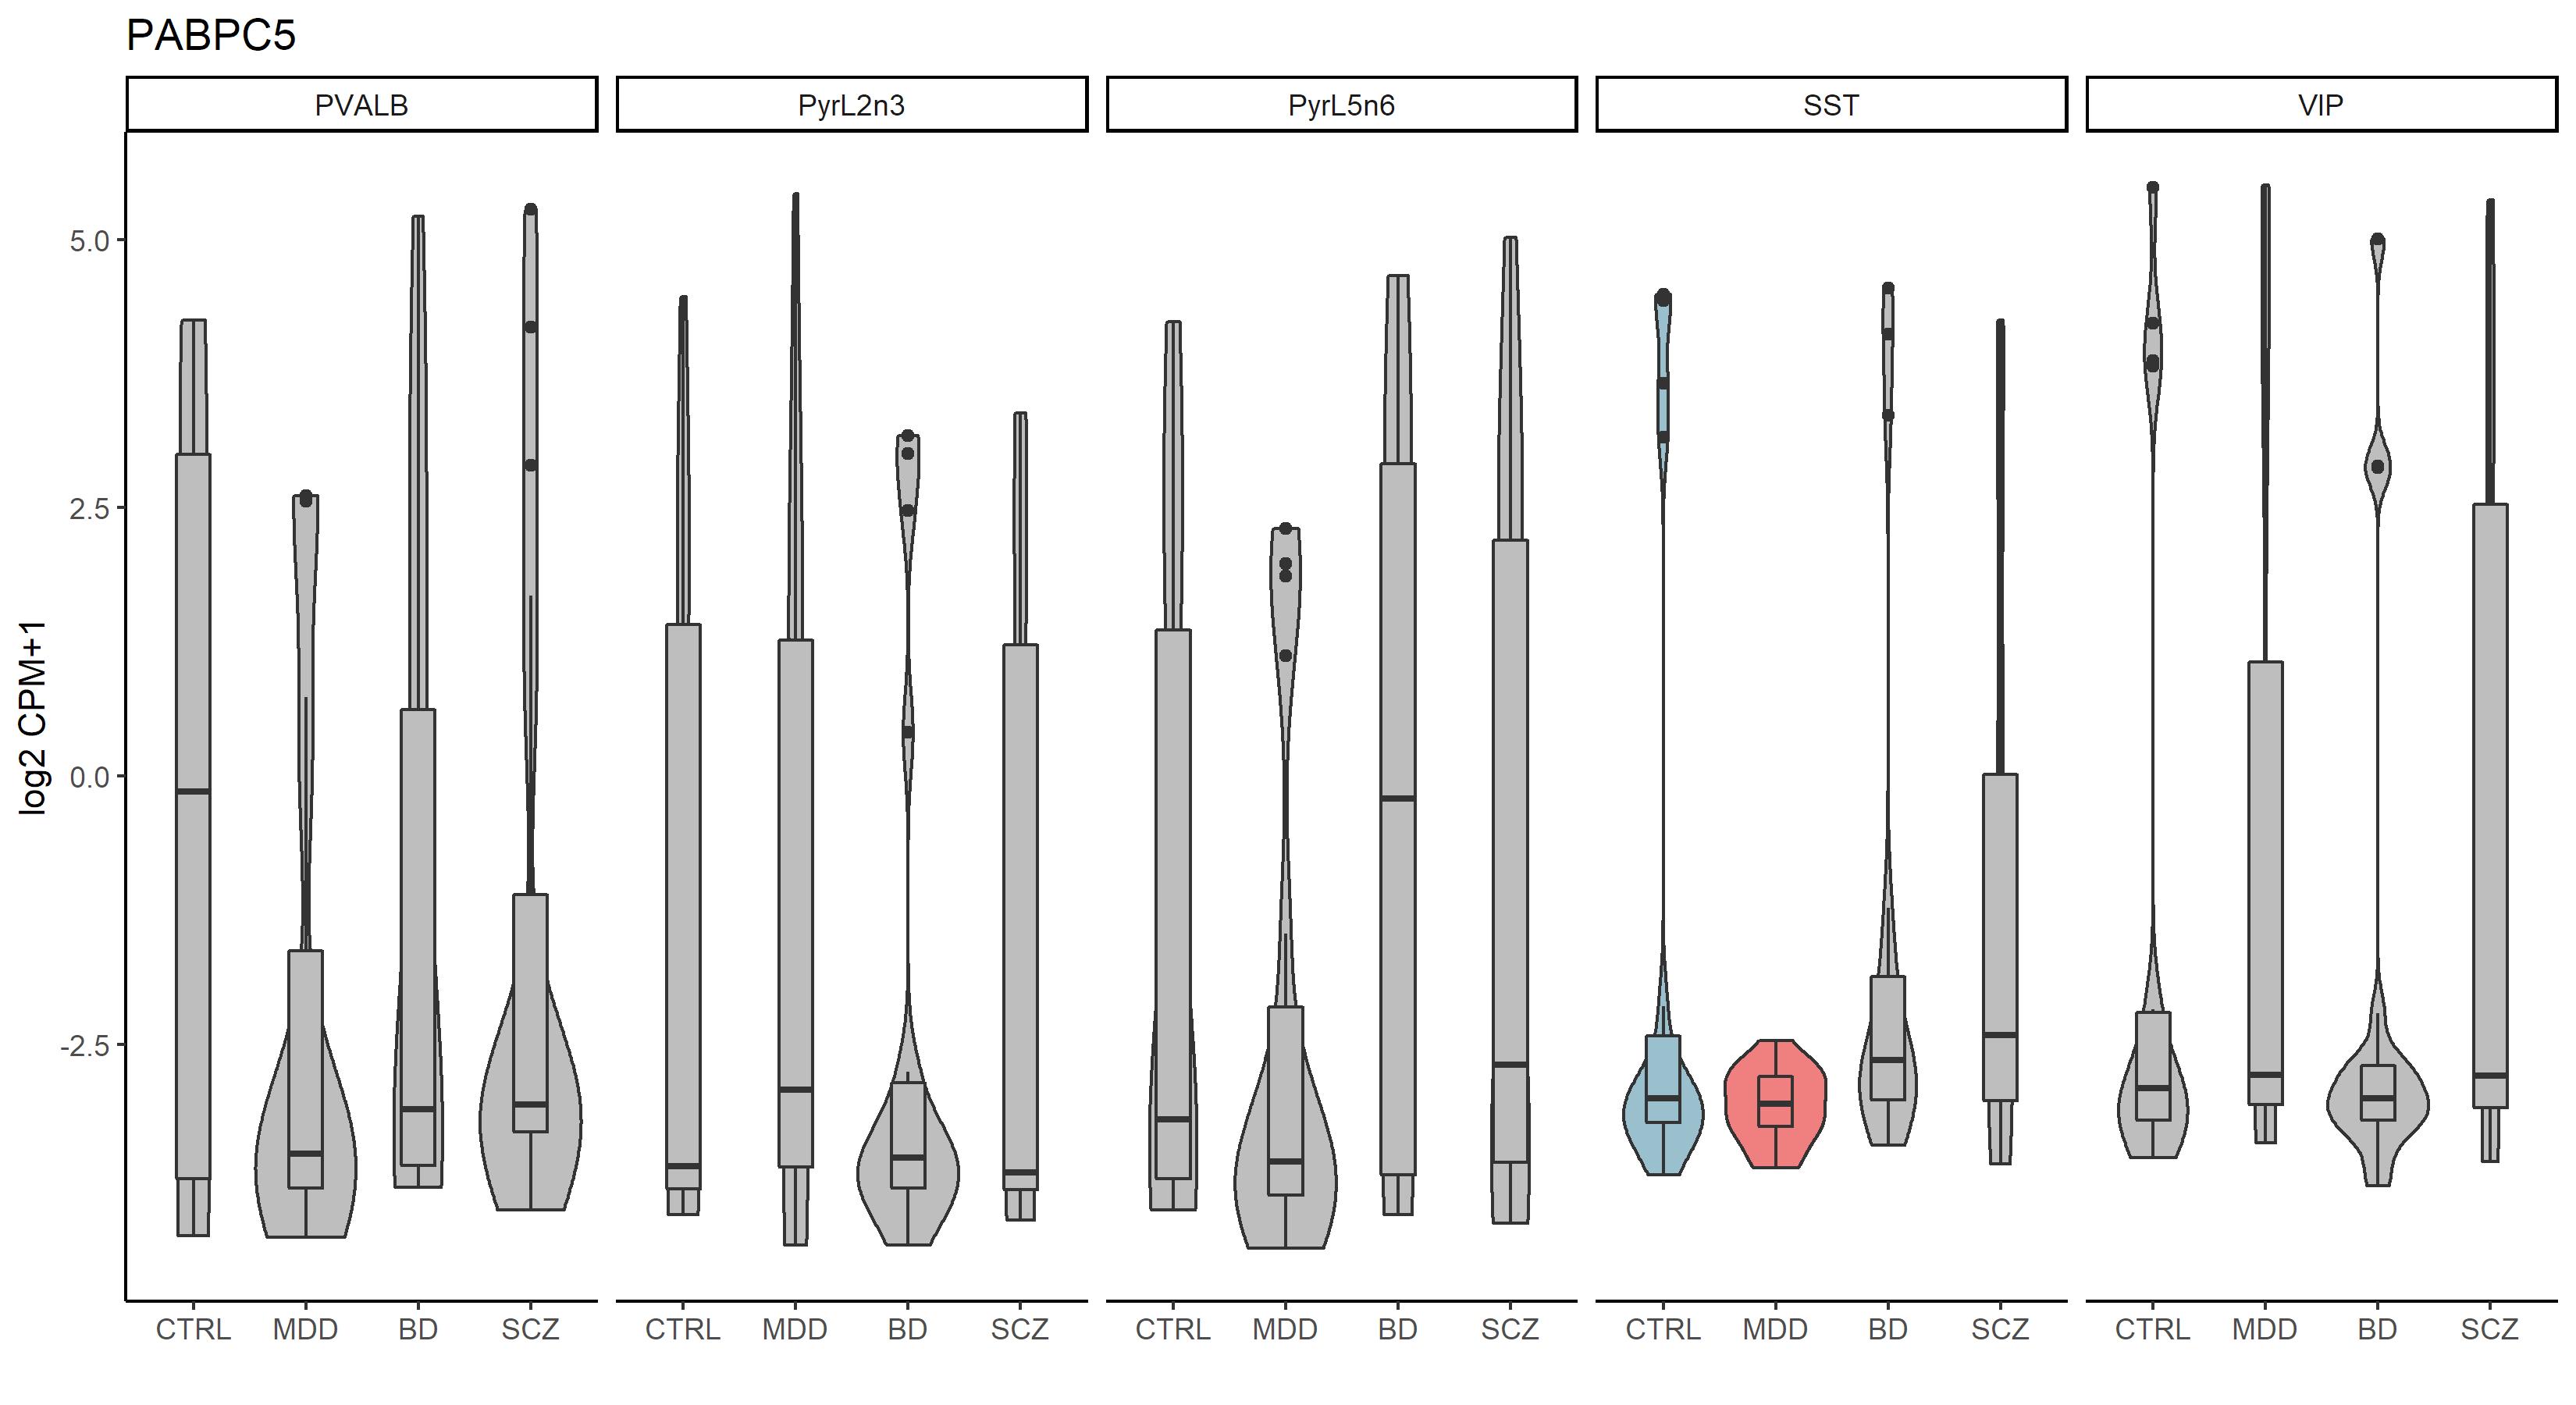 PABPC5
PVALB PyrL2n3 PyrL5n6 SST VIP
5.0
2.5
0.0
-2.5
log2 CPM+1
CTRL MDD BD SCZ CTRL MDD BD SCZ CTRL MDD BD SCZ CTRL MDD BD SCZ CTRL MDD BD SCZ